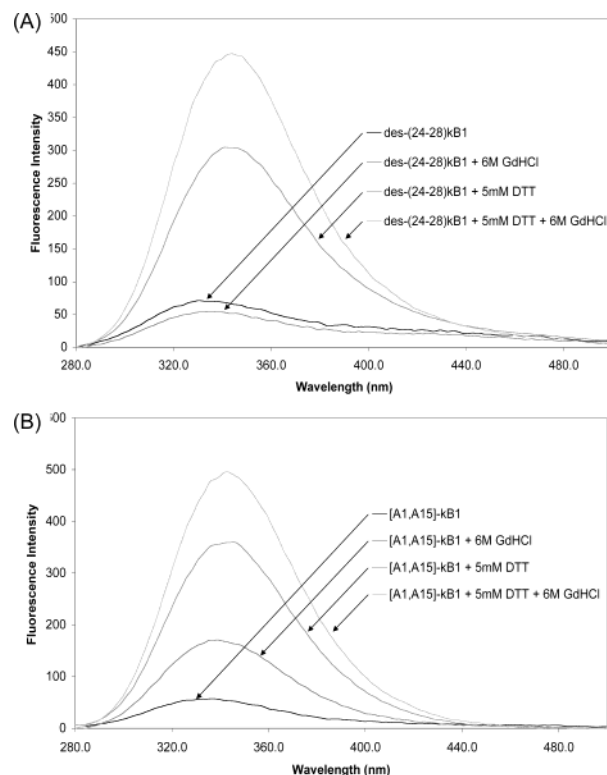 (A)
500
450
400
350
300
250
200
150
100
50
0
Fluorescence Intensity
des-(24-28)kB1
des-(24-28)kB1 + 6M GdHCl
des-(24-28)kB1 + 5mM DTT
des-(24-28)kB1 + 5mM DTT + 6M GdHCl
280.0 320.0 360.0 400.0 440.0 480.0
Wavelength (nm)
(B)
600
500
400
300
200
100
0
Fluorescence Intensity
[A1,A15]-kB1
[A1,A15]-kB1 + 6M GdHCl
[A1,A15]-kB1 + 5mM DTT
[A1,A15]-kB1 + 5mM DTT + 6M GdHCl
280.0 320.0 360.0 400.0 440.0 480.0
Wavelength (nm)